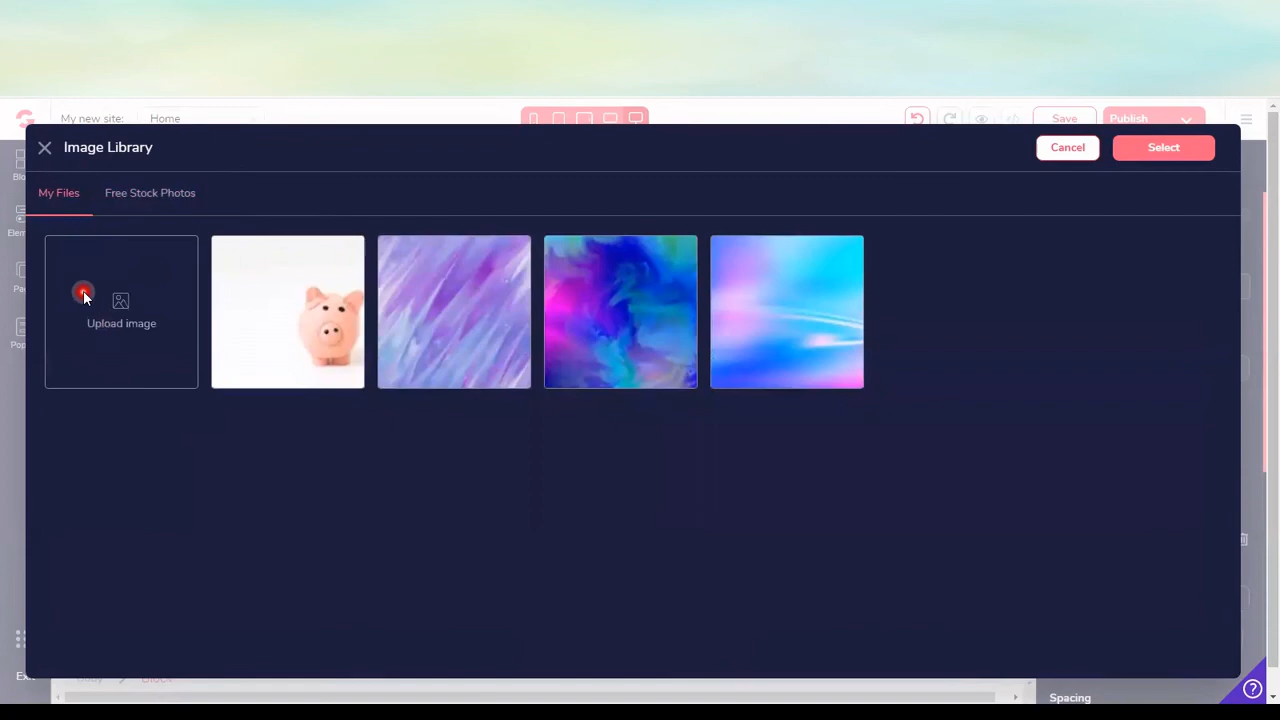 My new site:
Home
Save
Publish
Image Library
Cancel
Select
My Files
Free Stock Photos
Upload image
Spacing